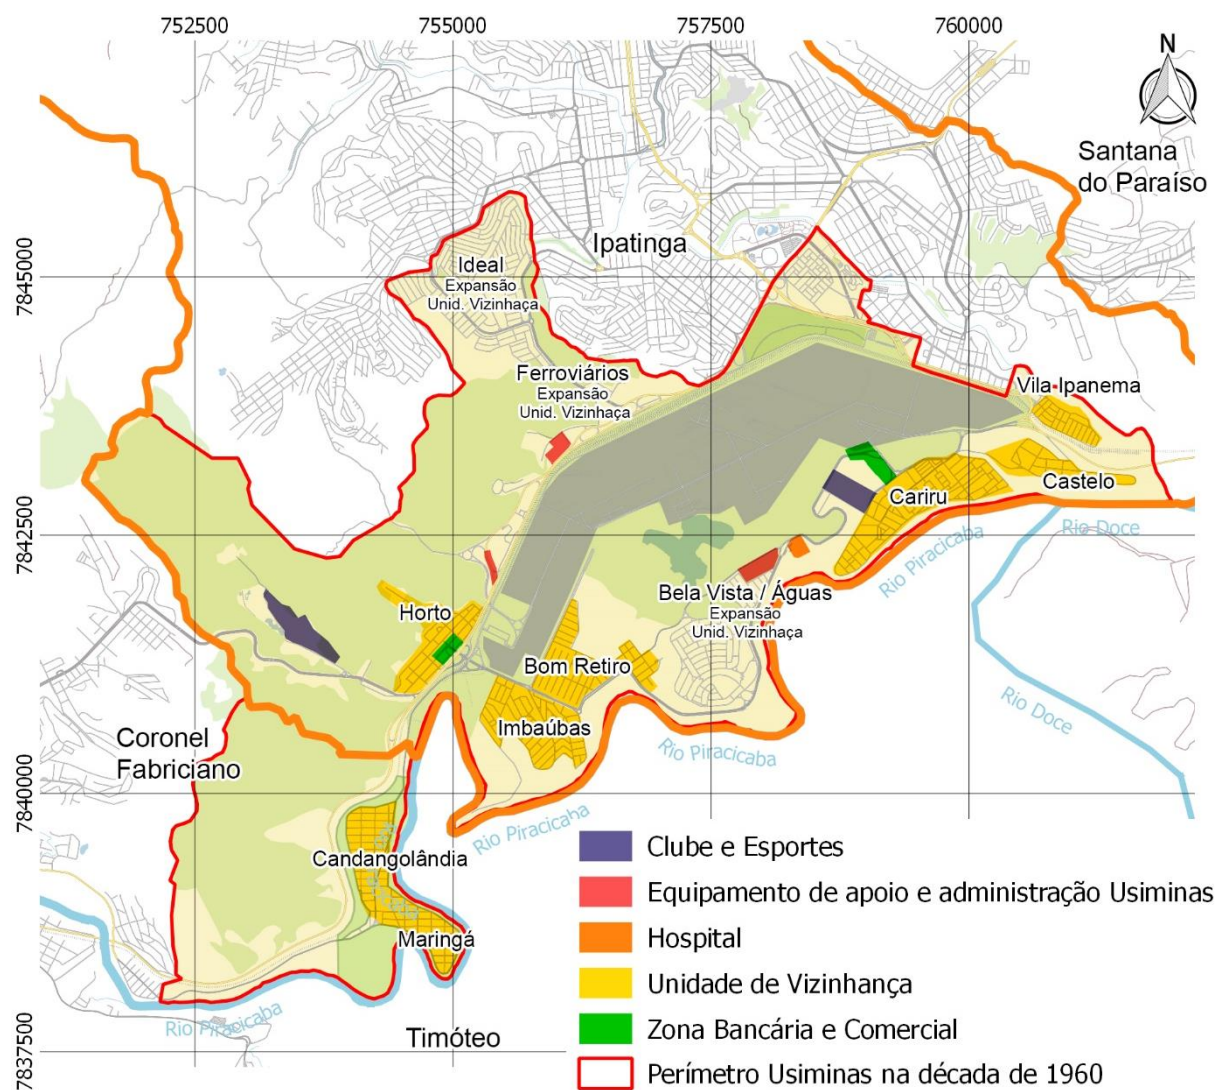 752500
755000
757500
760000
N
Santana
do Paraíso
Ipatinga
7845000
Ideal
Expansão
Unid. Vizinhaça
Ferroviários
Expansão
Unid. Vizinhaça
Vila Ipanema
Castelo
Cariru
7842500
Rio Doce
Rio Piracicaba
Bela Vista / Águas
Expansão
Unid. Vizinhaça
Horto
Bom Retiro
Imbaúbas
Rio Doce
Rio Piracicaba
Coronel
Fabriciano
7840000
Rio Piracicaba
Candangolândia
Maringá
Rio Piracicaba
Timóteo
7837500
Clube e Esportes
Equipamento de apoio e administração Usiminas
Hospital
Unidade de Vizinhança
Zona Bancária e Comercial
Perímetro Usiminas na década de 1960